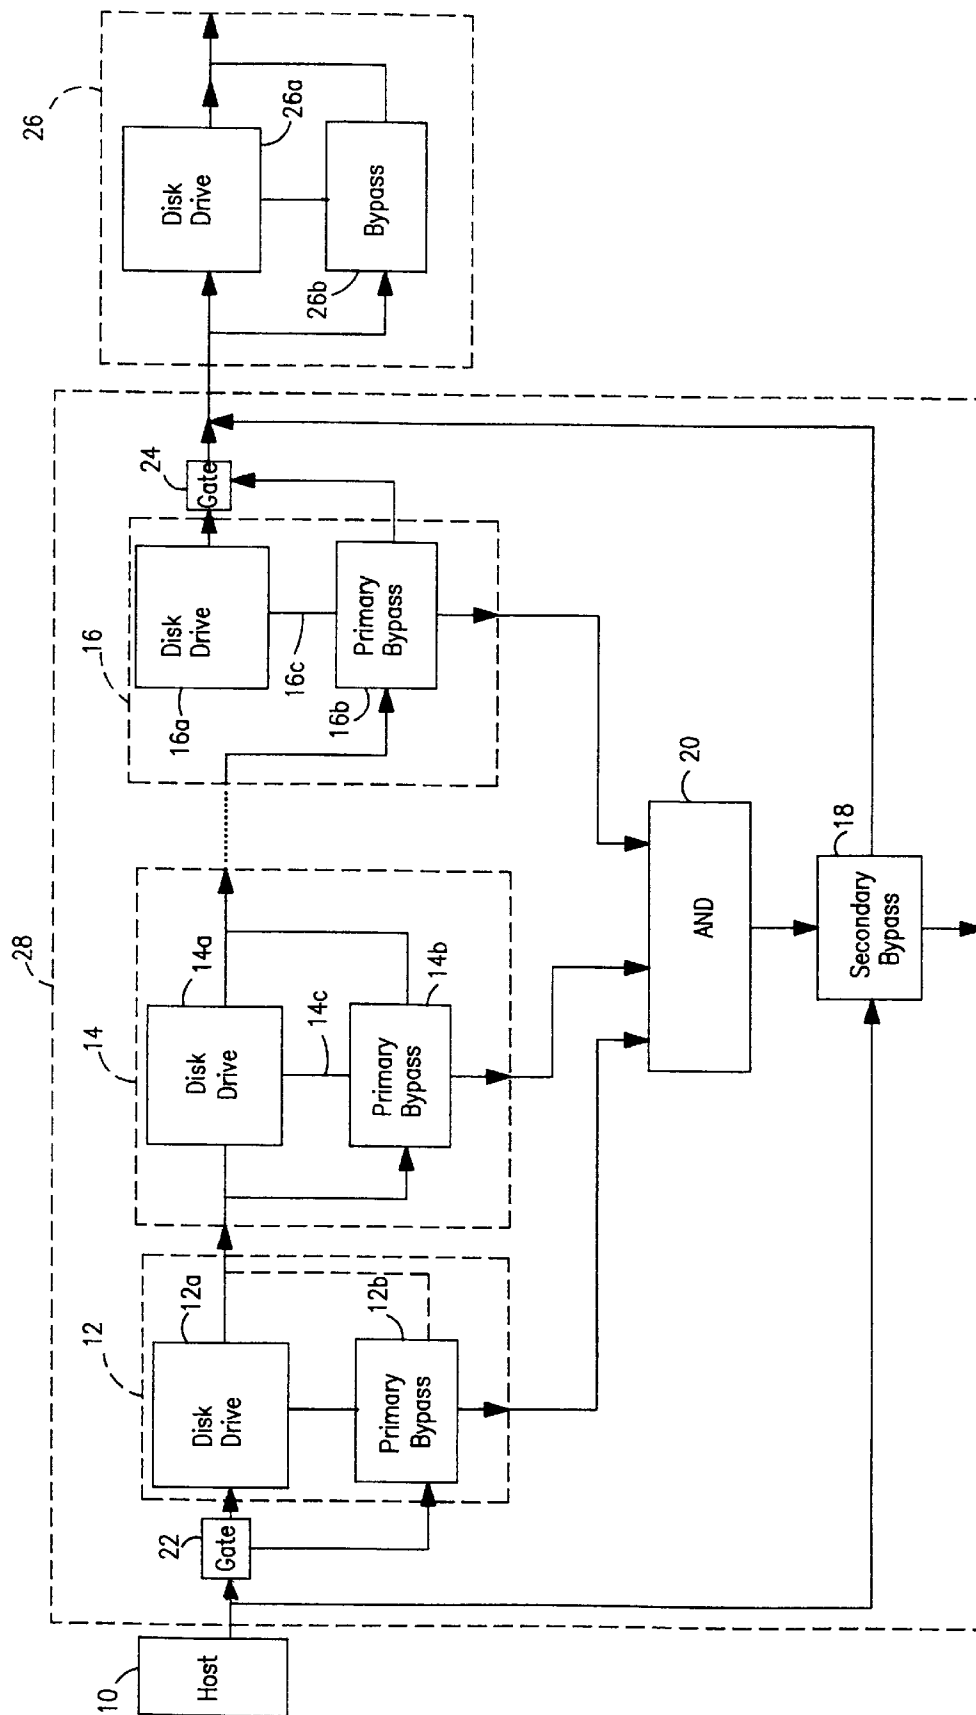 10
Host
22
Gate
12
Disk
Drive
12a
Primary
Bypass
12b
28
14
Disk
Drive
14a
14c
Primary
Bypass
14b
16
Disk
Drive
16a
16c
Primary
Bypass
16b
24
Gate
26
Disk
Drive
26a
Bypass
26b
AND
20
Secondary
Bypass
18